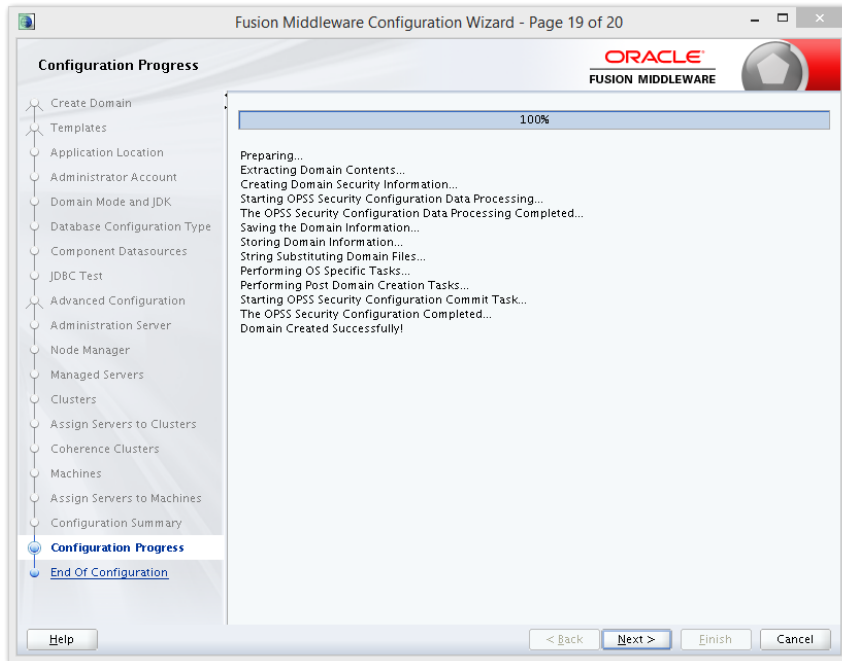 Fusion Middleware Configuration Wizard - Page 19 of 20
Configuration Progress
ORACLE
FUSION MIDDLEWARE
Create Domain
Templates
Application Location
Administrator Account
Domain Mode and JDK
Database Configuration Type
Component Datasources
JDBC Test
Advanced Configuration
Administration Server
Node Manager
Managed Servers
Clusters
Assign Servers to Clusters
Coherence Clusters
Machines
Assign Servers to Machines
Configuration Summary
Configuration Progress
End Of Configuration
100%
Preparing...
Extracting Domain Contents...
Creating Domain Security Information...
Starting OPSS Security Configuration Data Processing...
The OPSS Security Configuration Data Processing Completed...
Saving the Domain Information...
Storing Domain Information...
String Substituting Domain Files...
Performing OS Specific Tasks...
Performing Post Domain Creation Tasks...
Starting OPSS Security Configuration Commit Task...
The OPSS Security Configuration Completed...
Domain Created Successfully!
Help
< Back
Next >
Finish
Cancel